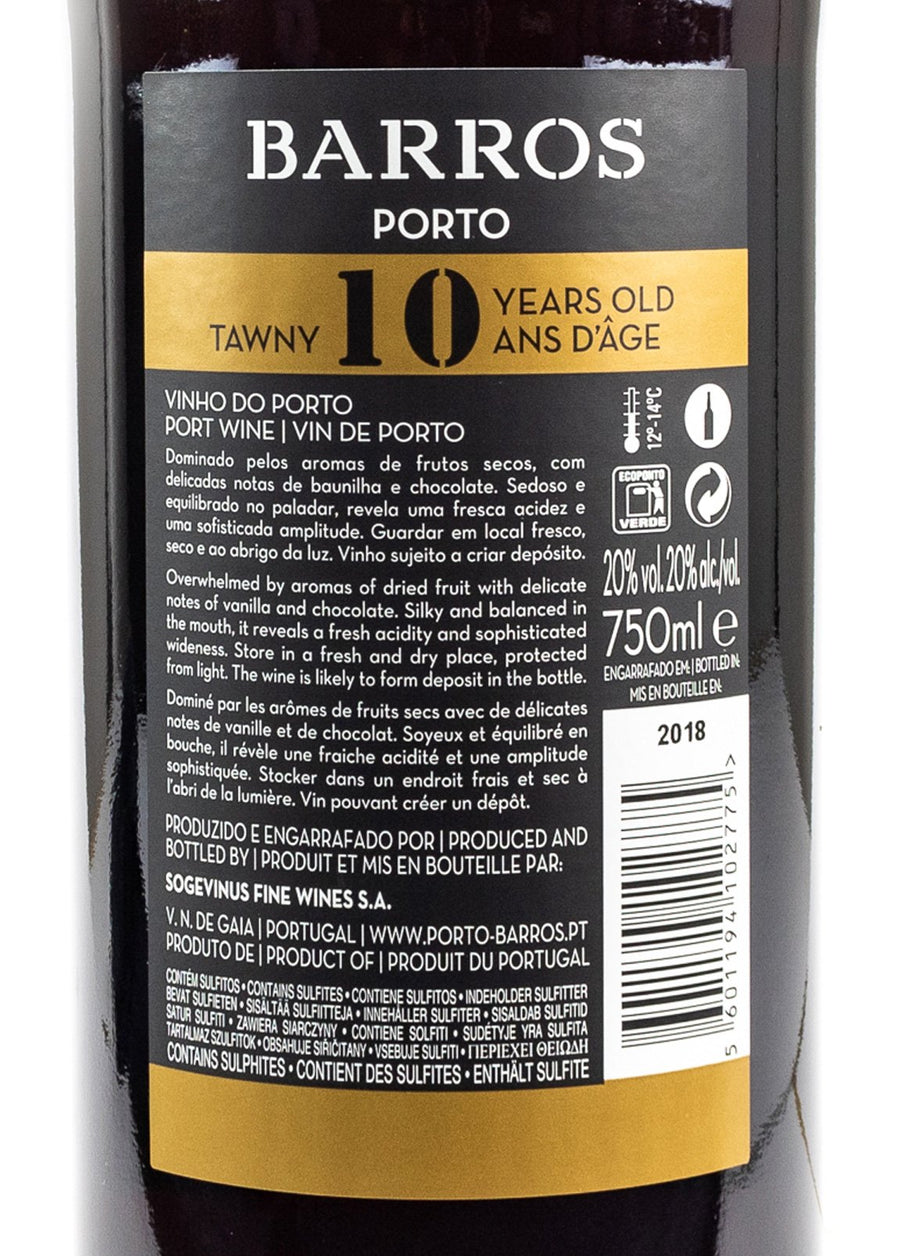 BARROS
PORTO
TAWNY 10 YEARS OLD
ANS D'ÂGE
VINHO DO PORTO
PORT WINE | VIN DE PORTO
Dominado pelos aromas de frutos secos, com
delicadas notas de baunilha e chocolate. Sedoso e
equilibrado no paladar, revela uma fresca acidez e
uma sofisticada amplitude. Guardar em local fresco,
seco e ao abrigo da luz. Vinho sujeito a criar depósito.
Overwhelmed by aromas of dried fruit with delicate
notes of vanilla and chocolate. Silky and balanced in
the mouth, it reveals a fresh acidity and sophisticated
wideness. Store in a fresh and dry place, protected
from light. The wine is likely to form deposit in the bottle.
Dominé par les arômes de fruits secs avec de délicates
notes de vanille et de chocolat. Soyeux et équilibré en
bouche, il révèle une fraiche acidité et une amplitude
sophistiquée. Stocker dans un endroit frais et sec à
l'abri de la lumière. Vin pouvant créer un dépôt.
PRODUZIDO E ENGARRAFADO POR | PRODUCED AND
BOTTLED BY | PRODUIT ET MIS EN BOUTEILLE PAR:
SOGEVINUS FINE WINES S.A.
V. N. DE GAIA | PORTUGAL | WWW.PORTO-BARROS.PT
PRODUTO DE | PRODUCT OF | PRODUIT DU PORTUGAL
CONTÉM SULFITOS • CONTAINS SULFITES • CONTIENE SULFITOS • INDEHOLDER SULFITTER
BEVAT SULFIETEN • SISÄLTÄÄ SULFIITTEJA • INNEHÅLLER SULFITER • SISALDAB SULFITID
SATUR SULFITI • ZAWIERA SIARCZYNY • CONTIENE SOLFITI • SUDĖTYJE YRA SULFITA
TARTALMAZ SZULFITOK • OBSAHUJE SIŘIČITANY • VSEBUJE SULFITI • ΠΕΡΙΕΧΕΙ ΘΕΙΩΔΗ
CONTAINS SULPHITES • CONTIENT DES SULFITES • ENTHÄLT SULFITE
12º-14ºC
ECOPONTO
VERDE
20% vol. 20% alc./vol.
750ml e
ENGARRAFADO EM: | BOTTLED IN:
MIS EN BOUTEILLE EN:
2018
5 601194 102775 >